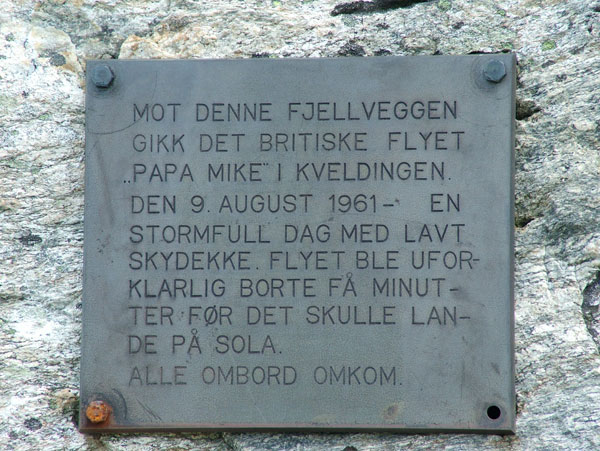 MOT DENNE FJELLVEGGEN
GIKK DET BRITISKE FLYET
„PAPA MIKE" I KVELDINGEN.
DEN 9. AUGUST 1961– EN
STORMFULL DAG MED LAVT
SKYDEKKE. FLYET BLE UFOR-
KLARLIG BORTE FÅ MINUT-
TER FØR DET SKULLE LAN-
DE PÅ SOLA.
ALLE OMBORD OMKOM.